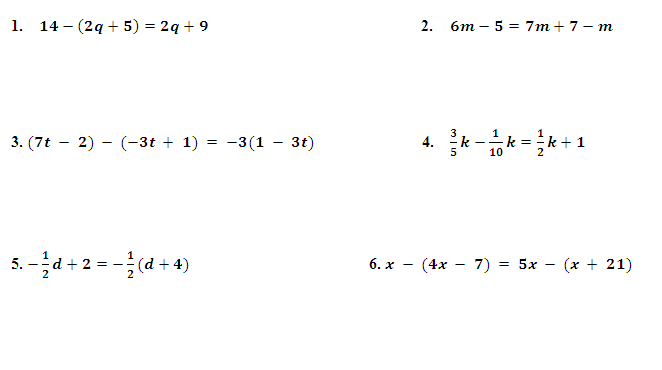 1. 14 − (2q + 5) = 2q + 9
2. 6m − 5 = 7m + 7 − m
3. (7t − 2) − (−3t + 1) = −3(1 − 3t)
4. 3/5 k − 1/10 k = 1/2 k + 1
5. − 1/2 d + 2 = − 1/2 (d + 4)
6. x − (4x − 7) = 5x − (x + 21)